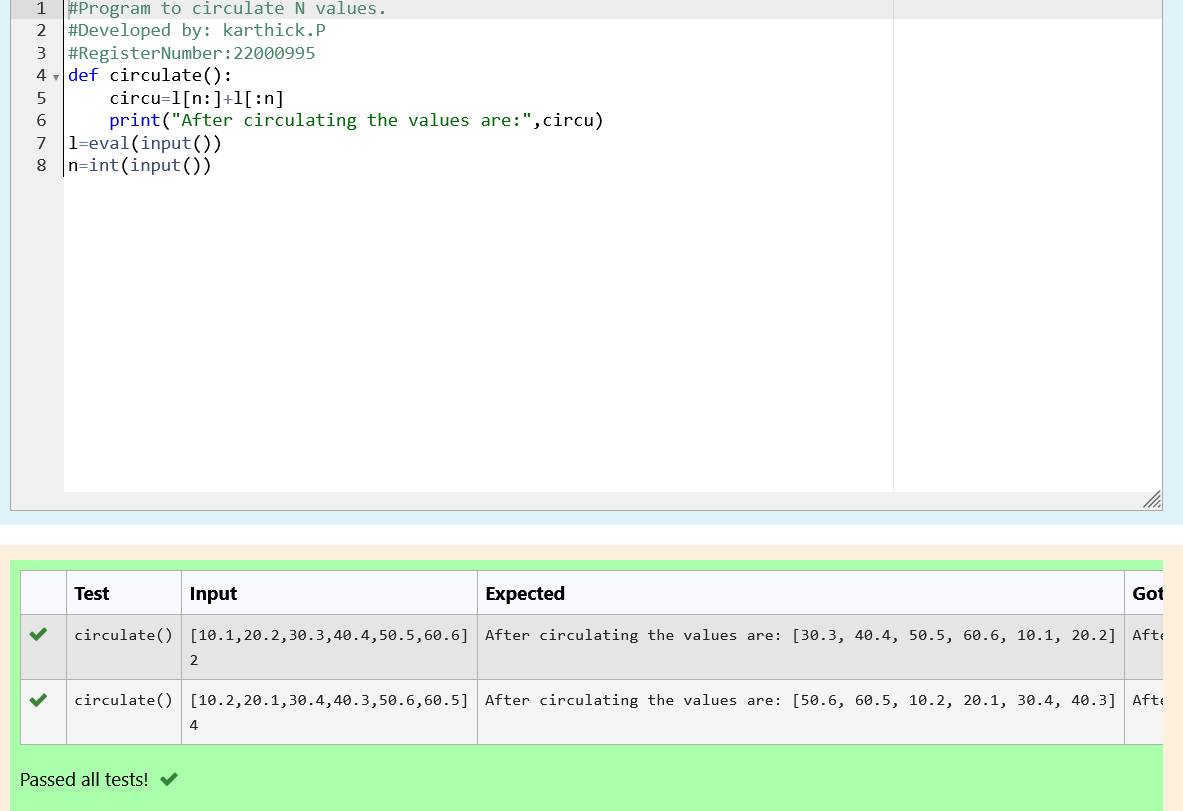 1 #Program to circulate N values.
2 #Developed by: karthick.P
3 #RegisterNumber:22000995
4 def circulate():
5     circu=l[n:]+l[:n]
6     print("After circulating the values are:",circu)
7 l=eval(input())
8 n=int(input())
Test Input Expected Got
circulate() [10.1,20.2,30.3,40.4,50.5,60.6] After circulating the values are: [30.3, 40.4, 50.5, 60.6, 10.1, 20.2] Afte
2
circulate() [10.2,20.1,30.4,40.3,50.6,60.5] After circulating the values are: [50.6, 60.5, 10.2, 20.1, 30.4, 40.3] Afte
4
Passed all tests!